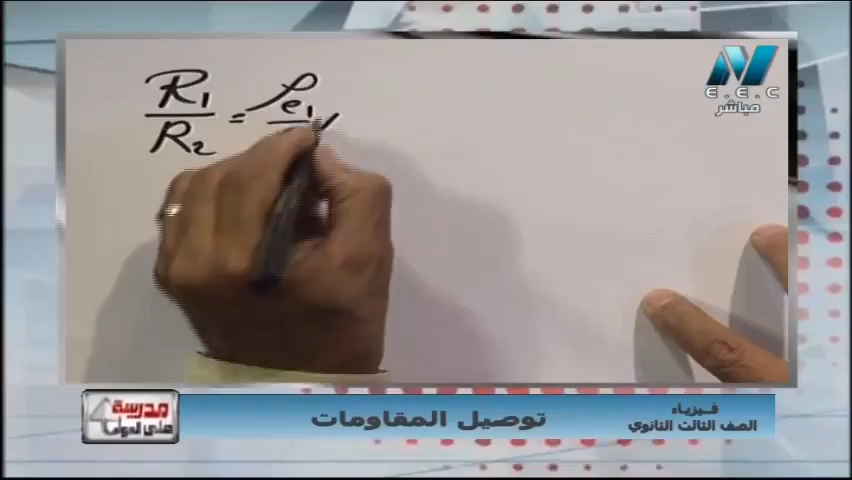 E.E.C
مباشر
R1/R2 = ρe1
توصيل المقاومات
فيزياء
الصف الثالث الثانوي
مدرسة
على الهواء